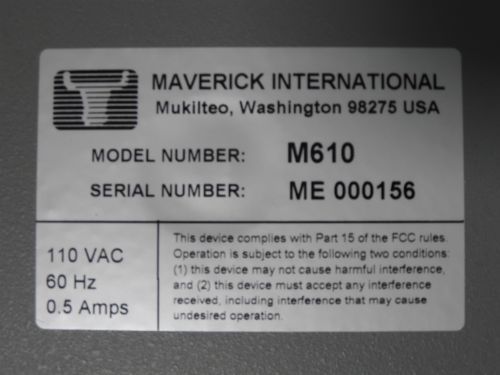 MAVERICK INTERNATIONAL
Mukilteo, Washington 98275 USA
MODEL NUMBER: M610
SERIAL NUMBER: ME 000156
110 VAC
60 Hz
0.5 Amps
This device complies with Part 15 of the FCC rules
Operation is subject to the following two conditions:
(1) this device may not cause harmful interference,
and (2) this device must accept any interference
received, including interference that may cause
undesired operation.